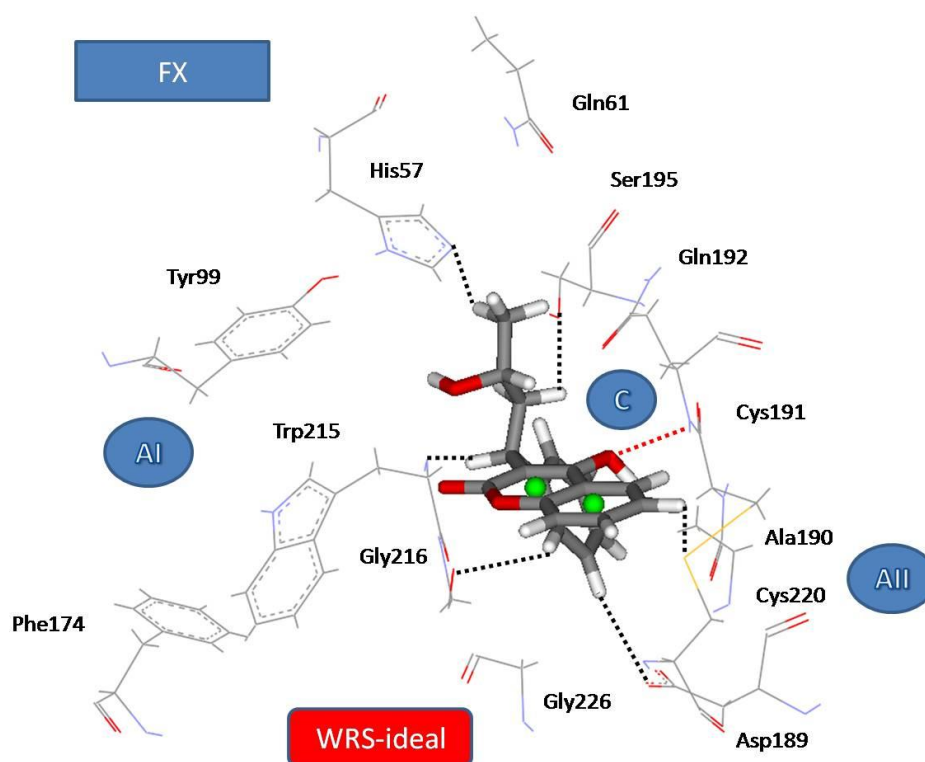 FX
Gln61
His57
Ser195
Gln192
Tyr99
C
Cys191
AI
Trp215
Ala190
Gly216
AII
Cys220
Phe174
Gly226
WRS-ideal
Asp189